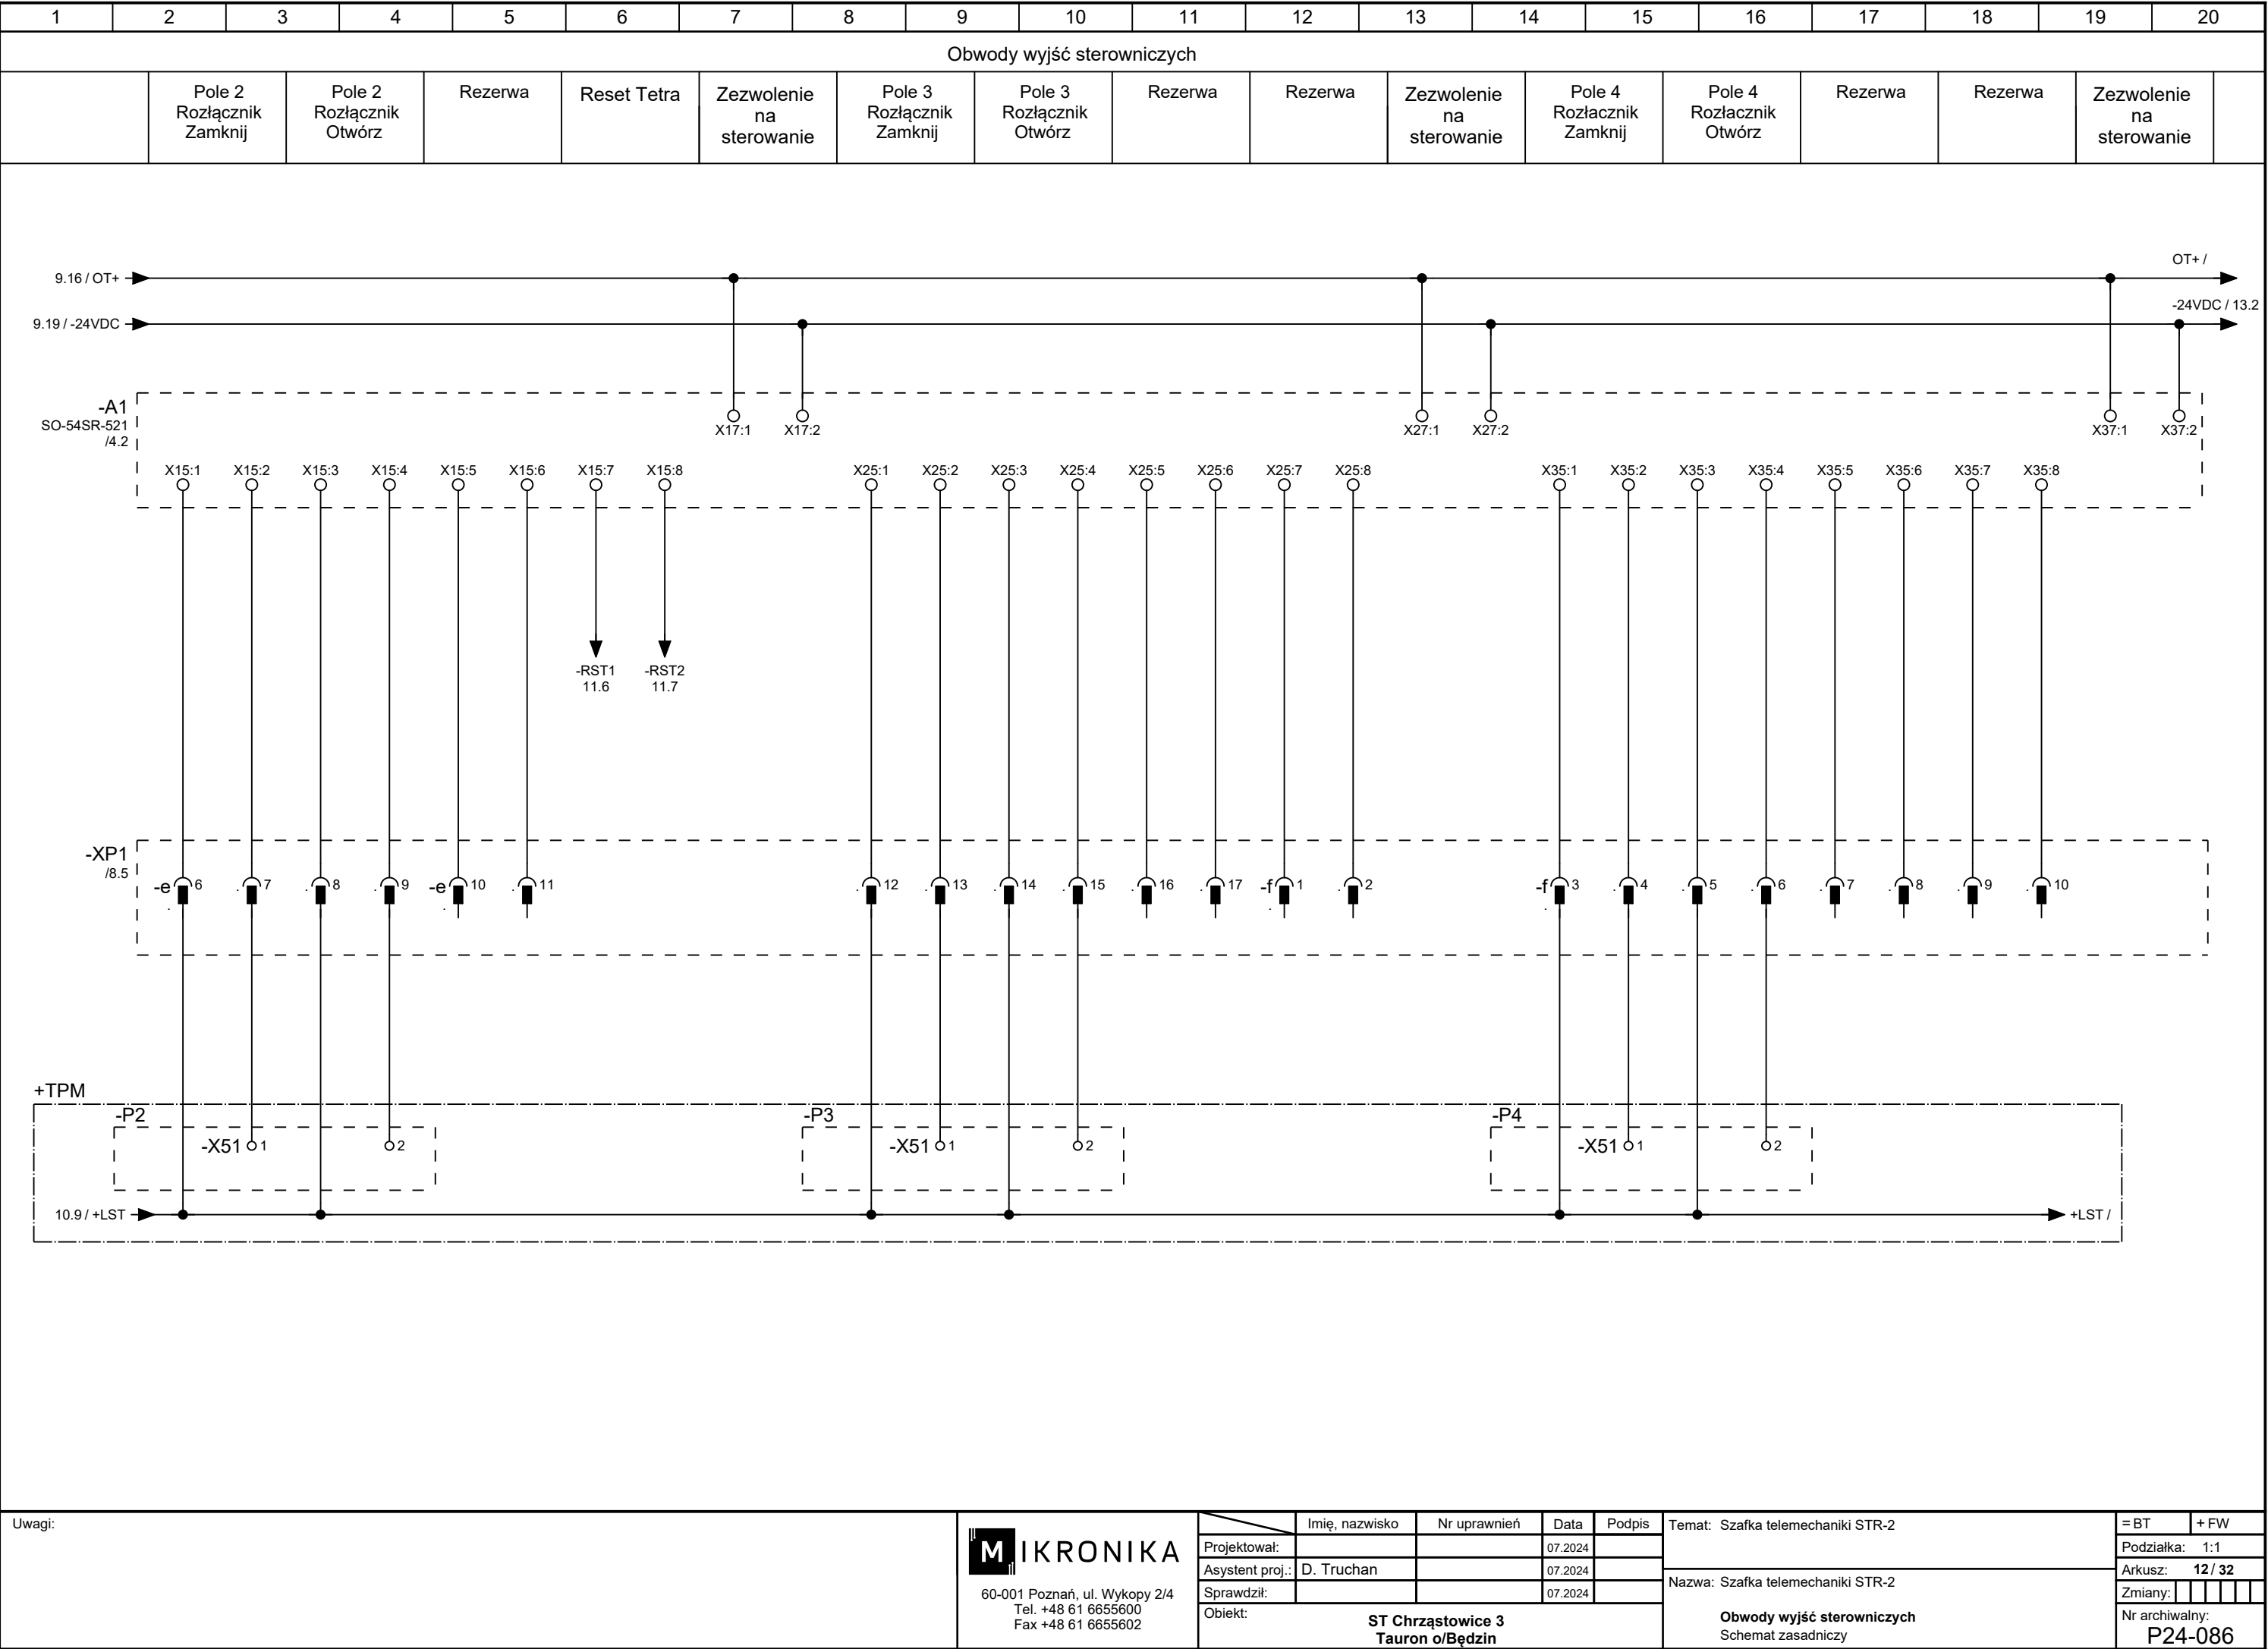 1 2 3 4 5 6 7 8 9 10 11 12 13 14 15 16 17 18 19 20
Obwody wyjść sterowniczych
Pole 2
Rozłącznik
Zamknij
Pole 2
Rozłącznik
Otwórz
Rezerwa
Reset Tetra
Zezwolenie
na
sterowanie
Pole 3
Rozłącznik
Zamknij
Pole 3
Rozłącznik
Otwórz
Rezerwa
Rezerwa
Zezwolenie
na
sterowanie
Pole 4
Rozłacznik
Zamknij
Pole 4
Rozłacznik
Otwórz
Rezerwa
Rezerwa
Zezwolenie
na
sterowanie
9.16 / OT+
OT+ /
9.19 / -24VDC
-24VDC / 13.2
-A1
SO-54SR-521
/4.2
X17:1 X17:2 X27:1 X27:2 X37:1 X37:2
X15:1 X15:2 X15:3 X15:4 X15:5 X15:6 X15:7 X15:8 X25:1 X25:2 X25:3 X25:4 X25:5 X25:6 X25:7 X25:8 X35:1 X35:2 X35:3 X35:4 X35:5 X35:6 X35:7 X35:8
-RST1
11.6
-RST2
11.7
-XP1
/8.5
-e 6 7 8 9 -e 10 11 12 13 14 15 16 17 -f 1 2 -f 3 4 5 6 7 8 9 10
+TPM
-P2 -P3 -P4
-X51 1 2 -X51 1 2 -X51 1 2
10.9 / +LST
+LST /
Uwagi:
MIKRONIKA
60-001 Poznań, ul. Wykopy 2/4
Tel. +48 61 6655600
Fax +48 61 6655602
Imię, nazwisko Nr uprawnień Data Podpis
Projektował: 07.2024
Asystent proj.: D. Truchan 07.2024
Sprawdził: 07.2024
Obiekt:
ST Chrząstowice 3
Tauron o/Będzin
Temat: Szafka telemechaniki STR-2
Nazwa: Szafka telemechaniki STR-2
Obwody wyjść sterowniczych
Schemat zasadniczy
= BT + FW
Podziałka: 1:1
Arkusz: 12 / 32
Zmiany:
Nr archiwalny:
P24-086